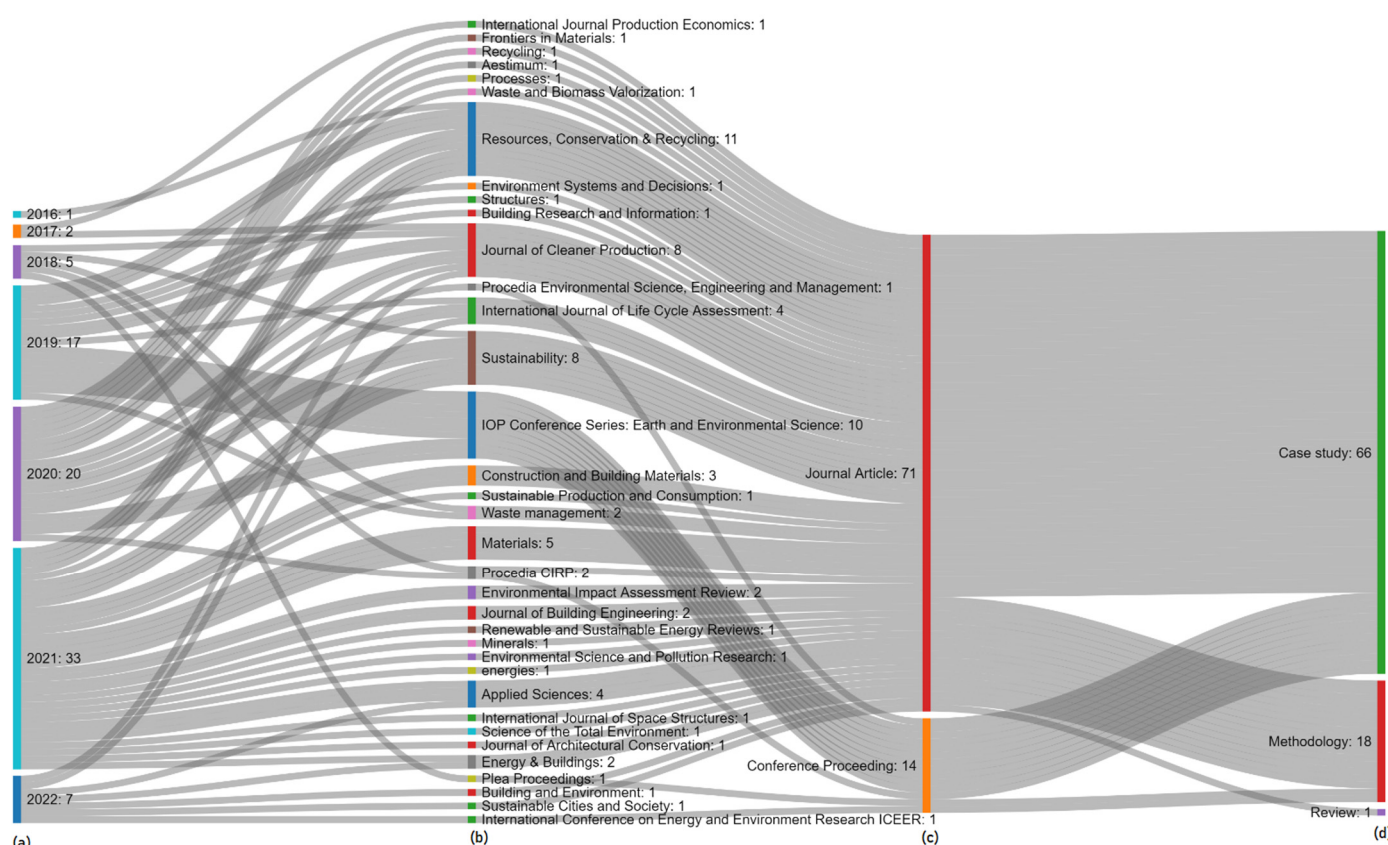 2016: 1
2017: 2
2018: 5
2019: 17
2020: 20
2021: 33
2022: 7
(a)
International Journal Production Economics: 1
Frontiers in Materials: 1
Recycling: 1
Aestimum: 1
Processes: 1
Waste and Biomass Valorization: 1
Resources, Conservation & Recycling: 11
Environment Systems and Decisions: 1
Structures: 1
Building Research and Information: 1
Journal of Cleaner Production: 8
Procedia Environmental Science, Engineering and Management: 1
International Journal of Life Cycle Assessment: 4
Sustainability: 8
IOP Conference Series: Earth and Environmental Science: 10
Construction and Building Materials: 3
Sustainable Production and Consumption: 1
Waste management: 2
Materials: 5
Procedia CIRP: 2
Environmental Impact Assessment Review: 2
Journal of Building Engineering: 2
Renewable and Sustainable Energy Reviews: 1
Minerals: 1
Environmental Science and Pollution Research: 1
energies: 1
Applied Sciences: 4
International Journal of Space Structures: 1
Science of the Total Environment: 1
Journal of Architectural Conservation: 1
Energy & Buildings: 2
Plea Proceedings: 1
Building and Environment: 1
Sustainable Cities and Society: 1
International Conference on Energy and Environment Research ICEER: 1
(b)
Journal Article: 71
Conference Proceeding: 14
(c)
Case study: 66
Methodology: 18
Review: 1
(d